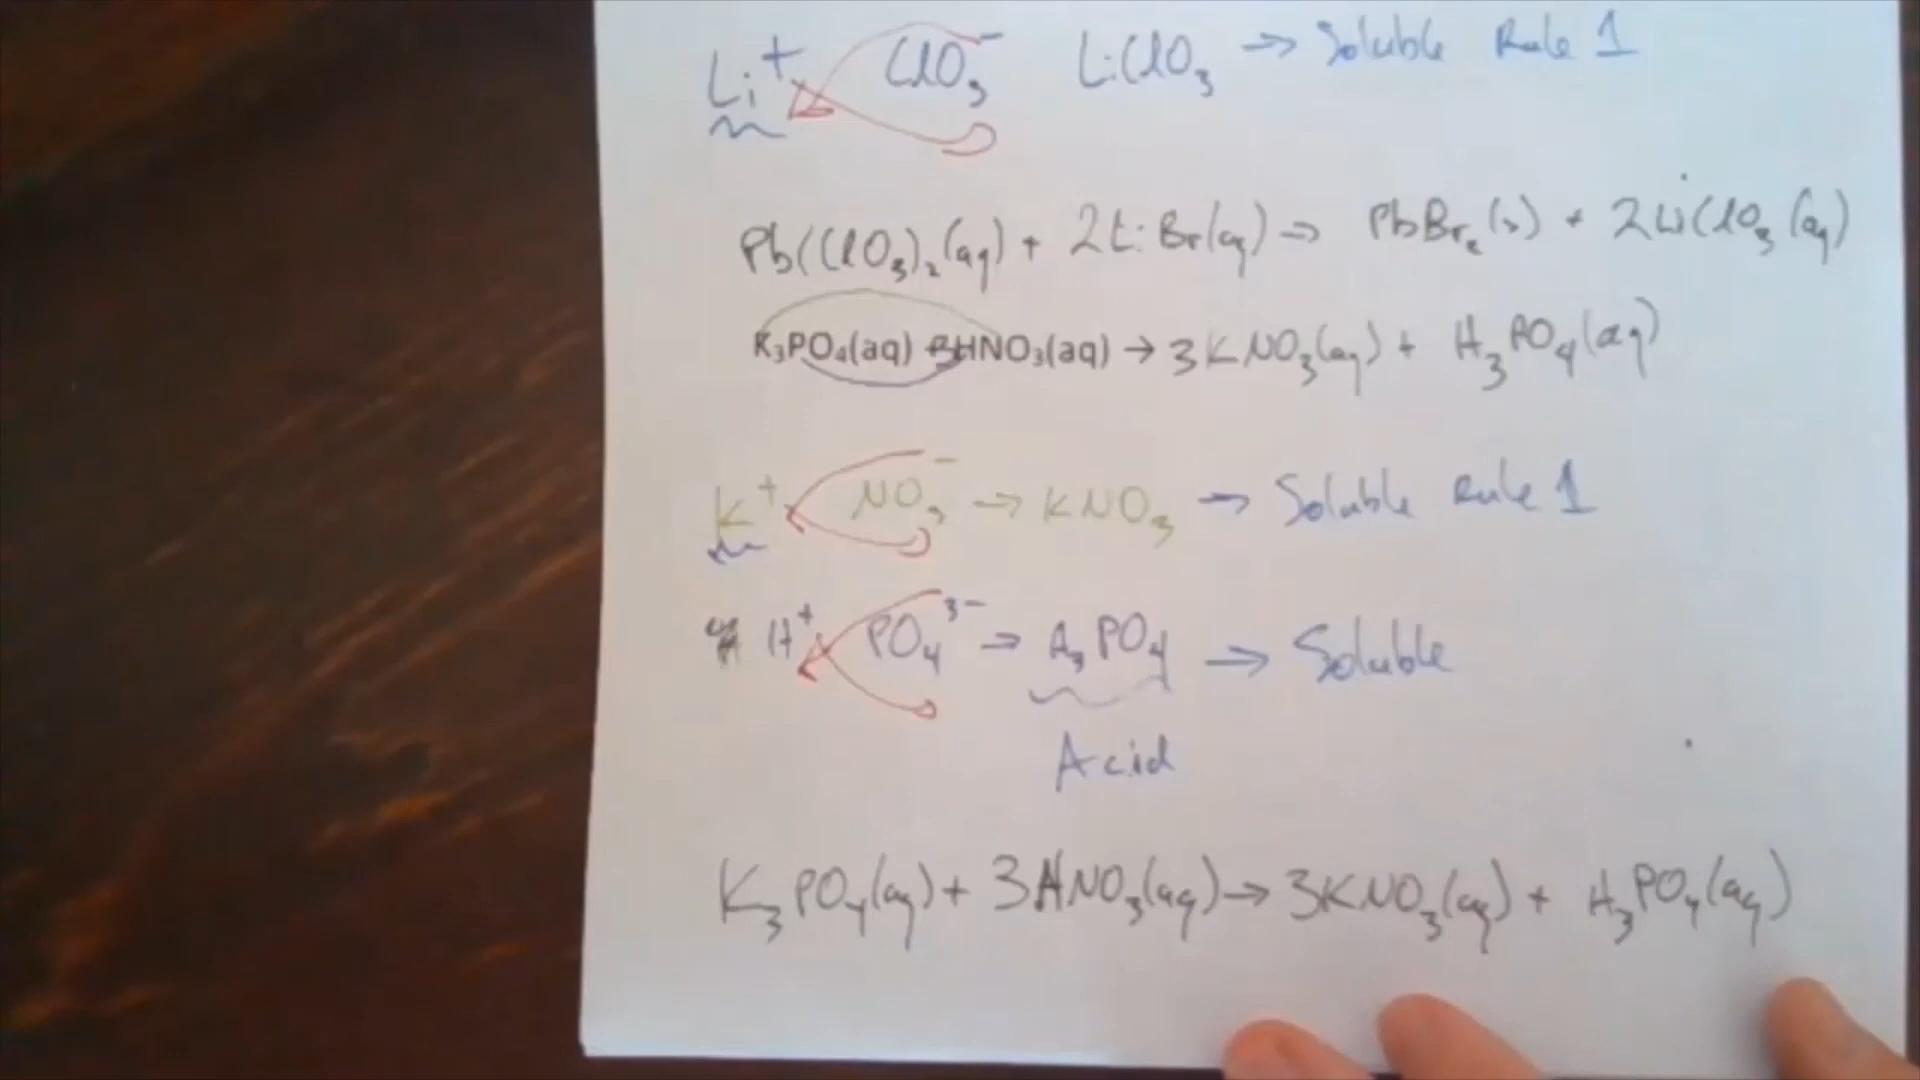 Li⁺ ClO₃⁻ LiClO₃ → Soluble Rule 1
Pb(ClO₃)₂(aq) + 2LiBr(aq) → PbBr₂(s) + 2LiClO₃(aq)
K₃PO₄(aq) + 3HNO₃(aq) → 3KNO₃(aq) + H₃PO₄(aq)
K⁺ NO₃⁻ → KNO₃ → Soluble Rule 1
H⁺ PO₄³⁻ → H₃PO₄ → Soluble
Acid
K₃PO₄(aq) + 3HNO₃(aq) → 3KNO₃(aq) + H₃PO₄(aq)